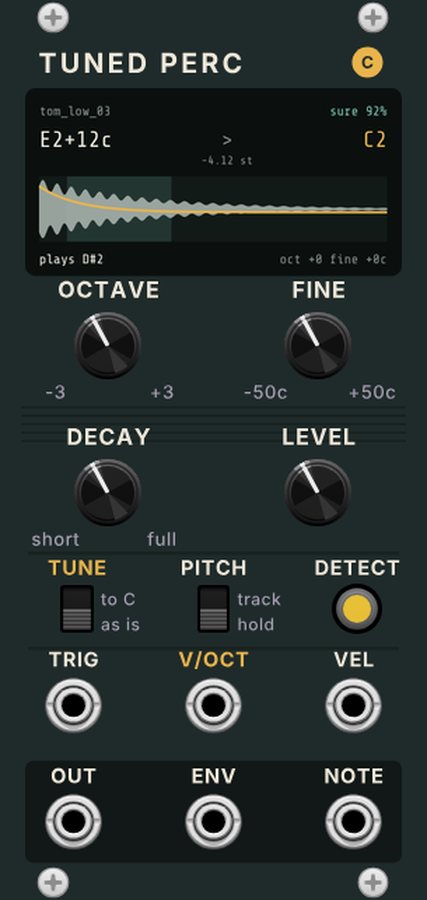 TUNED PERC C
tom_low_03 sure 92%
E2+12c > C2
-4.12 st
plays D#2 oct +0 fine +0c
OCTAVE FINE
-3 +3 -50c +50c
DECAY LEVEL
short full
TUNE PITCH DETECT
to C track
as is hold
TRIG V/OCT VEL
OUT ENV NOTE